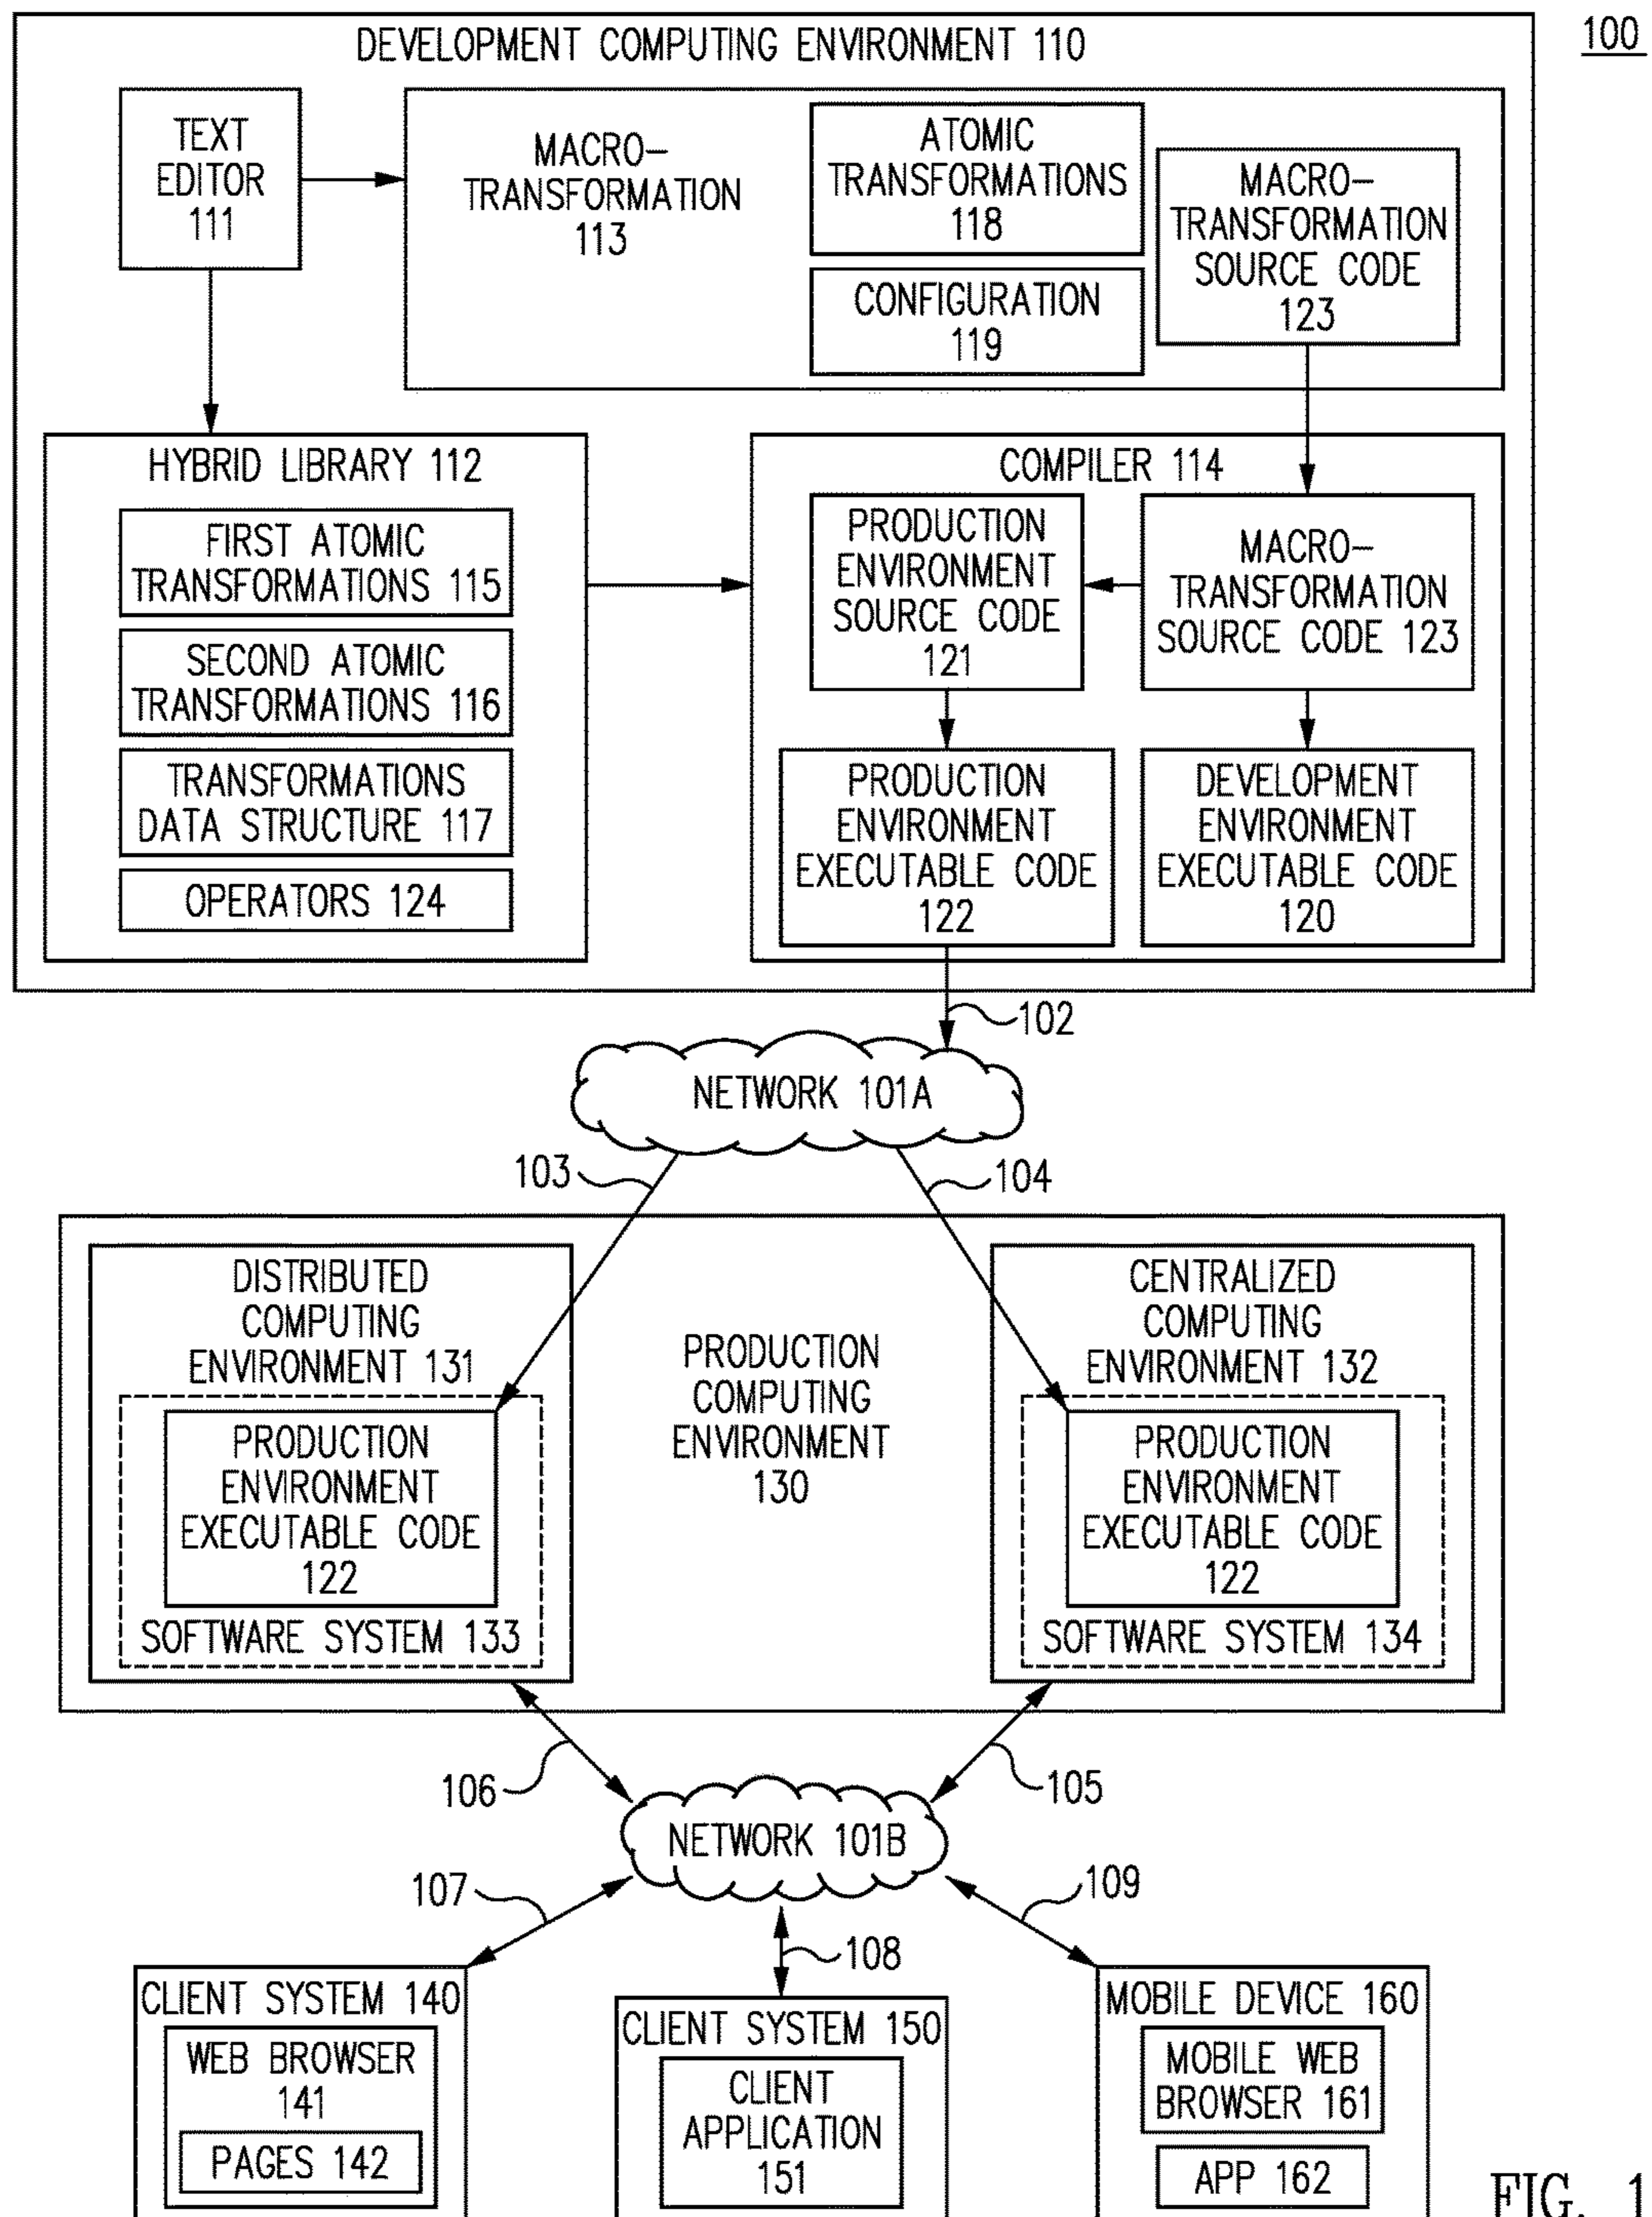 DEVELOPMENT COMPUTING ENVIRONMENT 110
100
TEXT
EDITOR
111
MACRO-
TRANSFORMATION
113
ATOMIC
TRANSFORMATIONS
118
CONFIGURATION
119
MACRO-
TRANSFORMATION
SOURCE CODE
123
HYBRID LIBRARY 112
FIRST ATOMIC
TRANSFORMATIONS 115
SECOND ATOMIC
TRANSFORMATIONS 116
TRANSFORMATIONS
DATA STRUCTURE 117
OPERATORS 124
COMPILER 114
PRODUCTION
ENVIRONMENT
SOURCE CODE
121
MACRO-
TRANSFORMATION
SOURCE CODE 123
PRODUCTION
ENVIRONMENT
EXECUTABLE CODE
122
DEVELOPMENT
ENVIRONMENT
EXECUTABLE CODE
120
102
NETWORK 101A
103
104
DISTRIBUTED
COMPUTING
ENVIRONMENT 131
PRODUCTION
ENVIRONMENT
EXECUTABLE CODE
122
SOFTWARE SYSTEM 133
PRODUCTION
COMPUTING
ENVIRONMENT
130
CENTRALIZED
COMPUTING
ENVIRONMENT 132
PRODUCTION
ENVIRONMENT
EXECUTABLE CODE
122
SOFTWARE SYSTEM 134
106
105
NETWORK 101B
107
108
109
CLIENT SYSTEM 140
WEB BROWSER
141
PAGES 142
CLIENT SYSTEM 150
CLIENT
APPLICATION
151
MOBILE DEVICE 160
MOBILE WEB
BROWSER 161
APP 162
FIG. 1